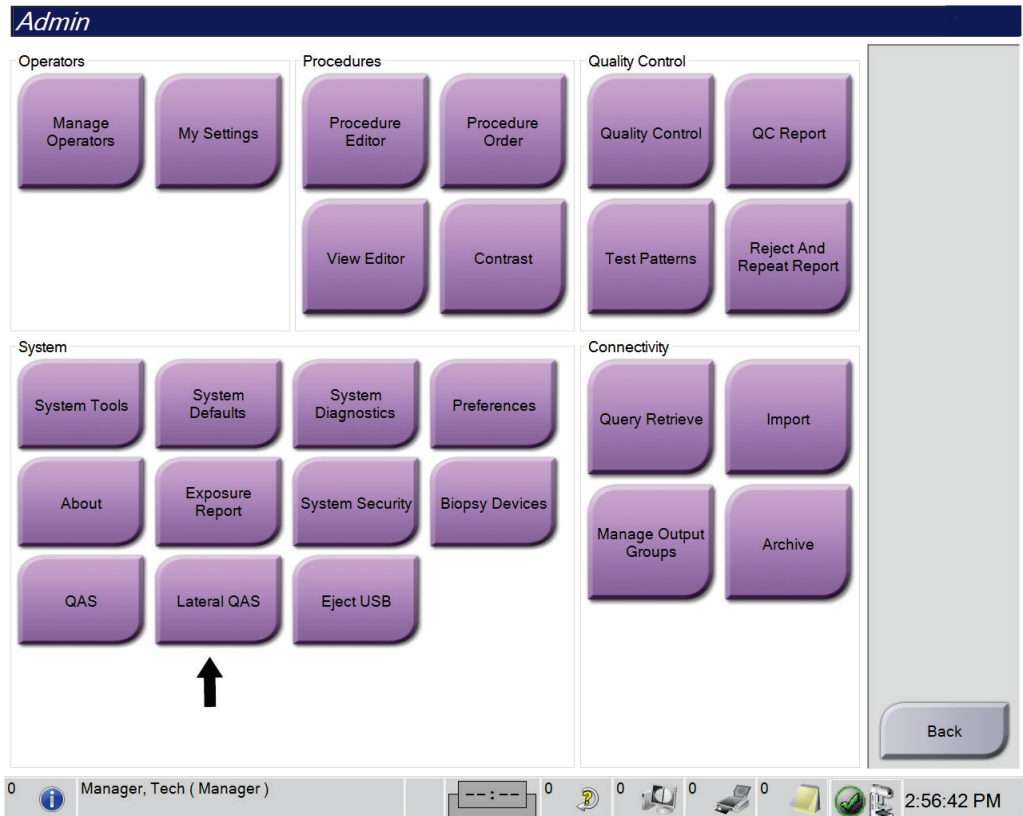 Admin
Operators
Manage
Operators
My Settings
Procedures
Procedure
Editor
Procedure
Order
View Editor
Contrast
Quality Control
Quality Control
QC Report
Test Patterns
Reject And
Repeat Report
System
System Tools
System
Defaults
System
Diagnostics
Preferences
About
Exposure
Report
System Security
Biopsy Devices
QAS
Lateral QAS
Eject USB
Connectivity
Query Retrieve
Import
Manage Output
Groups
Archive
Back
0
Manager, Tech ( Manager )
--:--
0
0
0
0
2:56:42 PM